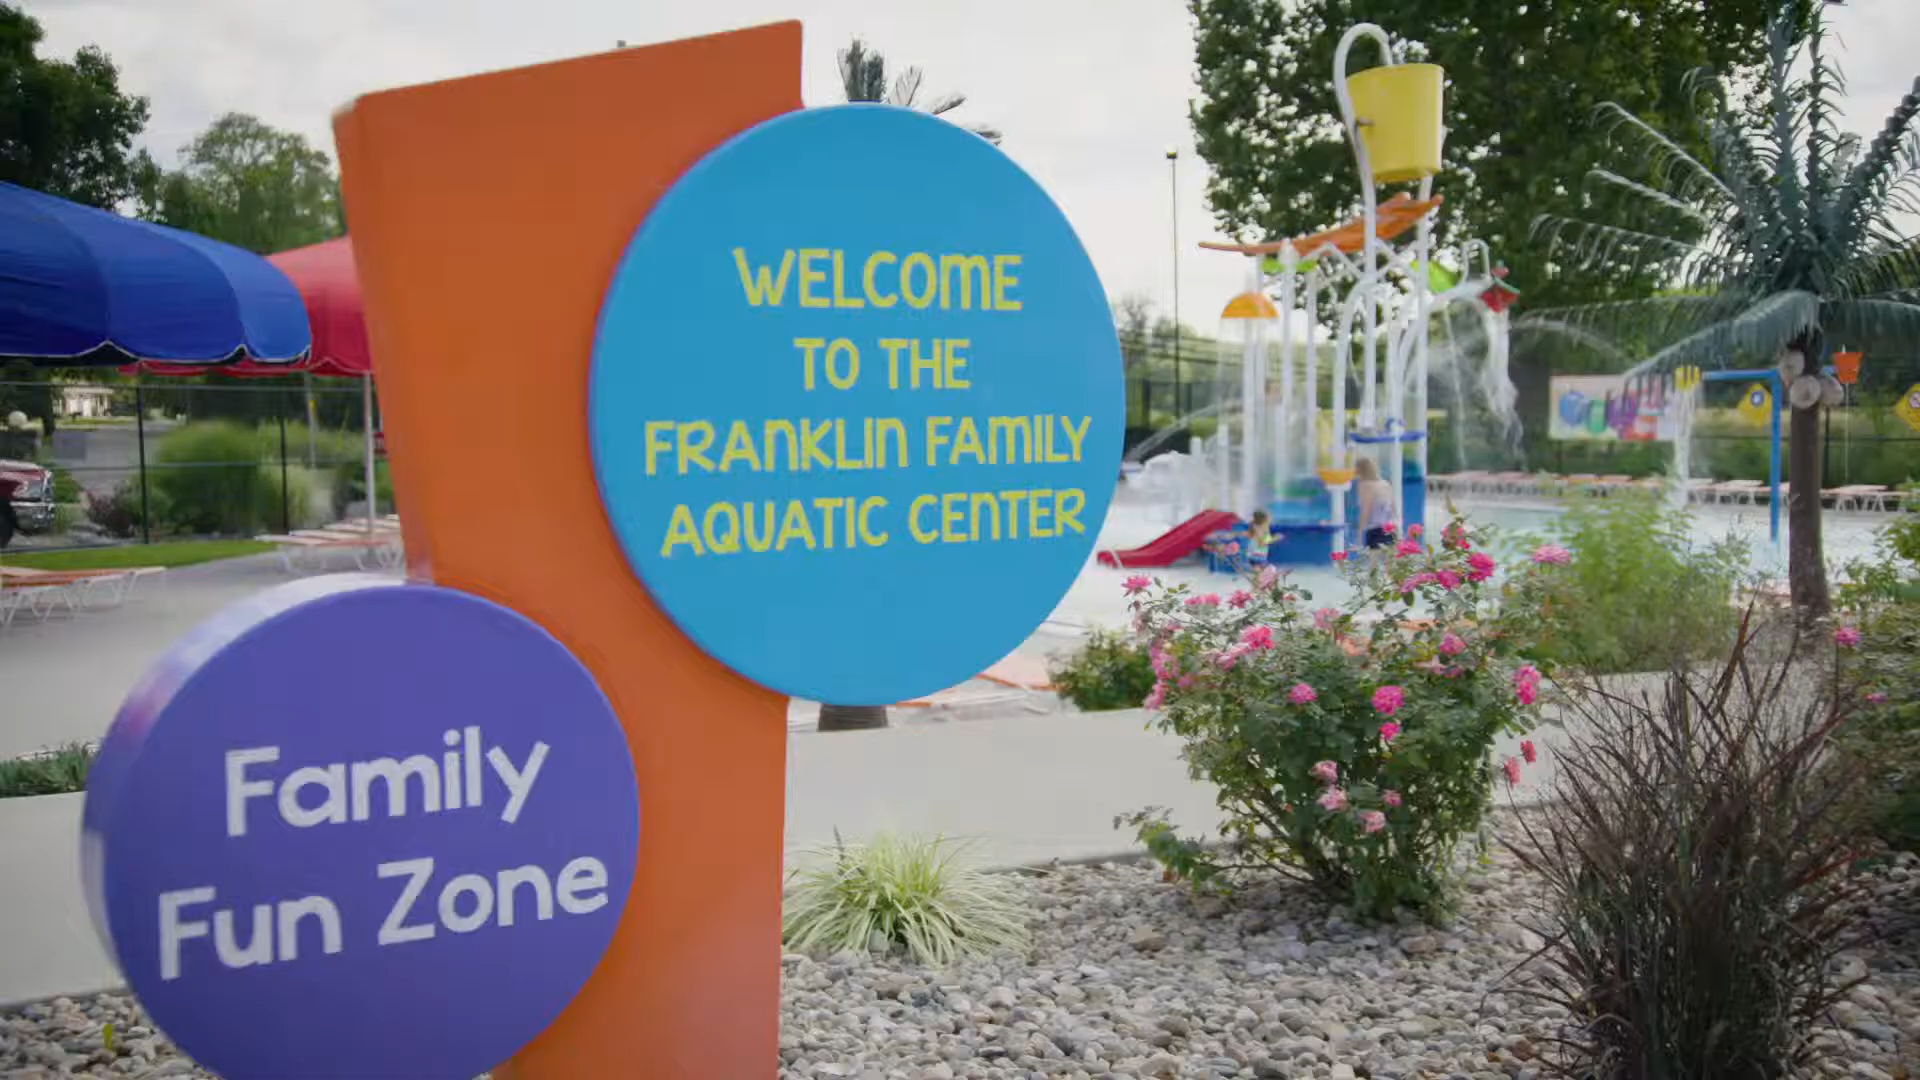 WELCOME
TO THE
FRANKLIN FAMILY
AQUATIC CENTER
Family
Fun Zone